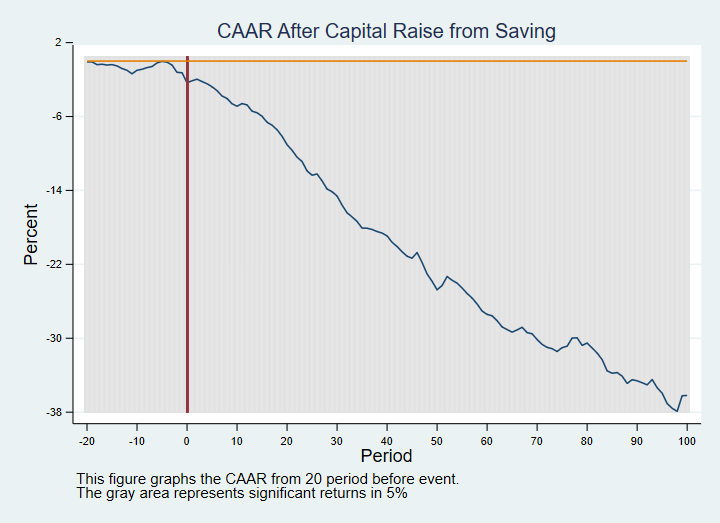 CAAR After Capital Raise from Saving
2
-6
-14
-22
-30
-38
Percent
-20 -10 0 10 20 30 40 50 60 70 80 90 100
Period
This figure graphs the CAAR from 20 period before event.
The gray area represents significant returns in 5%